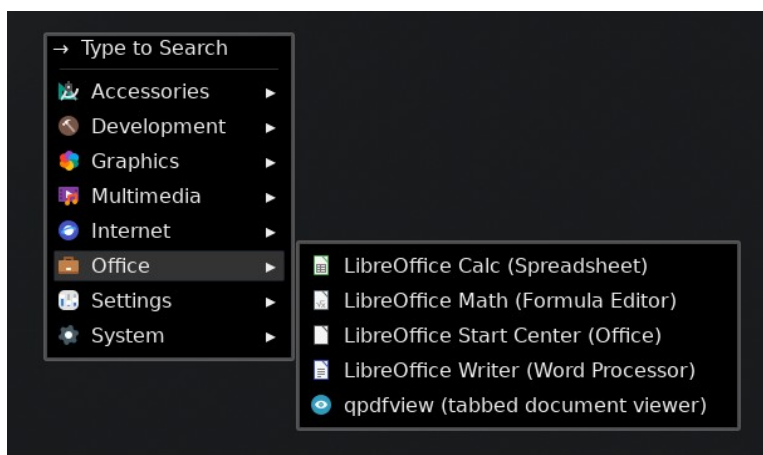 → Type to Search
Accessories ▸
Development ▸
Graphics ▸
Multimedia ▸
Internet ▸
Office ▸
Settings ▸
System ▸
LibreOffice Calc (Spreadsheet)
LibreOffice Math (Formula Editor)
LibreOffice Start Center (Office)
LibreOffice Writer (Word Processor)
qpdfview (tabbed document viewer)